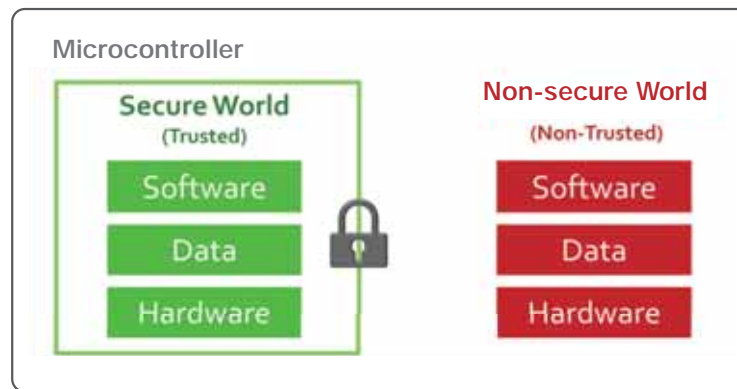 Microcontroller
Secure World
(Trusted)
Software
Data
Hardware
Non-secure World
(Non-Trusted)
Software
Data
Hardware